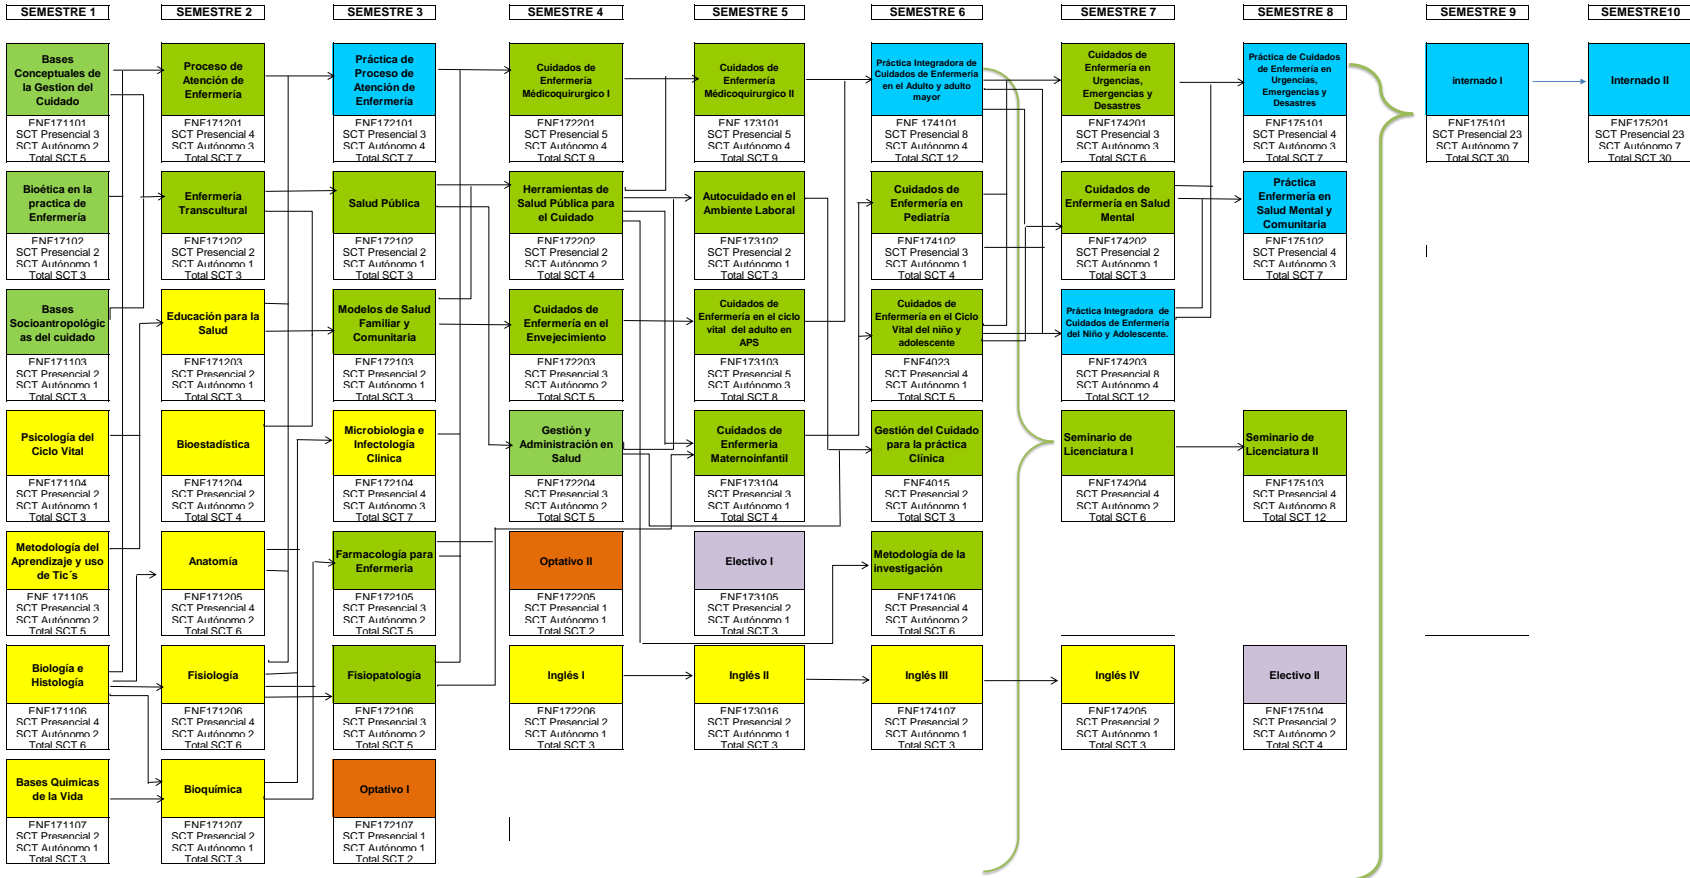 SEMESTRE 1
SEMESTRE 2
SEMESTRE 3
SEMESTRE 4
SEMESTRE 5
SEMESTRE 6
SEMESTRE 7
SEMESTRE 8
SEMESTRE 9
SEMESTRE10
Bases
Conceptuales de
la Gestion del
Cuidado
ENF171101
SCT Presencial 3
SCT Autónomo 2
Total SCT 5
Proceso de
Atención de
Enfermería
ENF171201
SCT Presencial 4
SCT Autónomo 3
Total SCT 7
Práctica de
Proceso de
Atención de
Enfermería
ENF172101
SCT Presencial 3
SCT Autónomo 4
Total SCT 7
Cuidados de
Enfermería
Médicoquirurgico I
ENF172201
SCT Presencial 5
SCT Autónomo 4
Total SCT 9
Cuidados de
Enfermería
Médicoquirurgico II
ENF 173101
SCT Presencial 5
SCT Autónomo 4
Total SCT 9
Práctica Integradora de
Cuidados de Enfermería
en el Adulto y adulto
mayor
ENF 174101
SCT Presencial 8
SCT Autónomo 4
Total SCT 12
Cuidados de
Enfermería en
Urgencias,
Emergencias y
Desastres
ENF174201
SCT Presencial 3
SCT Autónomo 3
Total SCT 6
Práctica de Cuidados
de Enfermería en
Urgencias,
Emergencias y
Desastres
ENF175101
SCT Presencial 4
SCT Autónomo 3
Total SCT 7
internado I
ENF175101
SCT Presencial 23
SCT Autónomo 7
Total SCT 30
Internado II
ENF175201
SCT Presencial 23
SCT Autónomo 7
Total SCT 30
Bioética en la
practica de
Enfermería
ENF17102
SCT Presencial 2
SCT Autónomo 1
Total SCT 3
Enfermería
Transcultural
ENF171202
SCT Presencial 2
SCT Autónomo 1
Total SCT 3
Salud Pública
ENF172102
SCT Presencial 2
SCT Autónomo 1
Total SCT 3
Herramientas de
Salud Pública para
el Cuidado
ENF172202
SCT Presencial 2
SCT Autónomo 2
Total SCT 4
Autocuidado en el
Ambiente Laboral
ENF173102
SCT Presencial 2
SCT Autónomo 1
Total SCT 3
Cuidados de
Enfermería en
Pediatría
ENF174102
SCT Presencial 3
SCT Autónomo 1
Total SCT 4
Cuidados de
Enfermería en Salud
Mental
ENF174202
SCT Presencial 2
SCT Autónomo 1
Total SCT 3
Práctica
Enfermería en
Salud Mental y
Comunitaria
ENF175102
SCT Presencial 4
SCT Autónomo 3
Total SCT 7
Bases
Socioantropológic
as del cuidado
ENF171103
SCT Presencial 2
SCT Autónomo 1
Total SCT 3
Educación para la
Salud
ENF171203
SCT Presencial 2
SCT Autónomo 1
Total SCT 3
Modelos de Salud
Familiar y
Comunitaria
ENF172103
SCT Presencial 2
SCT Autónomo 1
Total SCT 3
Cuidados de
Enfermería en el
Envejecimiento
ENF172203
SCT Presencial 3
SCT Autónomo 2
Total SCT 5
Cuidados de
Enfermería en el ciclo
vital del adulto en
APS
ENF173103
SCT Presencial 5
SCT Autónomo 3
Total SCT 8
Cuidados de
Enfermería en el Ciclo
Vital del niño y
adolescente
ENF4023
SCT Presencial 4
SCT Autónomo 1
Total SCT 5
Práctica Integradora de
Cuidados de Enfermería
del Niño y Adolescente.
ENF174203
SCT Presencial 8
SCT Autónomo 4
Total SCT 12
Psicología del
Ciclo Vital
ENF171104
SCT Presencial 2
SCT Autónomo 1
Total SCT 3
Bioestadística
ENF171204
SCT Presencial 2
SCT Autónomo 2
Total SCT 4
Microbiologia e
Infectología
Clinica
ENF172104
SCT Presencial 4
SCT Autónomo 3
Total SCT 7
Gestión y
Administración en
Salud
ENF172204
SCT Presencial 3
SCT Autónomo 2
Total SCT 5
Cuidados de
Enfermeria
Maternoinfantil
ENF173104
SCT Presencial 3
SCT Autónomo 1
Total SCT 4
Gestión del Cuidado
para la práctica
Clínica
ENF4015
SCT Presencial 2
SCT Autónomo 1
Total SCT 3
Seminario de
Licenciatura I
ENF174204
SCT Presencial 4
SCT Autónomo 2
Total SCT 6
Seminario de
Licenciatura II
ENF175103
SCT Presencial 4
SCT Autónomo 8
Total SCT 12
Metodología del
Aprendizaje y uso
de Tic´s
ENF 171105
SCT Presencial 3
SCT Autónomo 2
Total SCT 5
Anatomía
ENF171205
SCT Presencial 4
SCT Autónomo 2
Total SCT 6
Farmacología para
Enfermería
ENF172105
SCT Presencial 3
SCT Autónomo 2
Total SCT 5
Optativo II
ENF172205
SCT Presencial 1
SCT Autónomo 1
Total SCT 2
Electivo I
ENF173105
SCT Presencial 2
SCT Autónomo 1
Total SCT 3
Metodología de la
investigación
ENF174106
SCT Presencial 4
SCT Autónomo 2
Total SCT 6
Biología e
Histología
ENF171106
SCT Presencial 4
SCT Autónomo 2
Total SCT 6
Fisiología
ENF171206
SCT Presencial 4
SCT Autónomo 2
Total SCT 6
Fisiopatología
ENF172106
SCT Presencial 3
SCT Autónomo 2
Total SCT 5
Inglés I
ENF172206
SCT Presencial 2
SCT Autónomo 1
Total SCT 3
Inglés II
ENF173016
SCT Presencial 2
SCT Autónomo 1
Total SCT 3
Inglés III
ENF174107
SCT Presencial 2
SCT Autónomo 1
Total SCT 3
Inglés IV
ENF174205
SCT Presencial 2
SCT Autónomo 1
Total SCT 3
Electivo II
ENF175104
SCT Presencial 2
SCT Autónomo 2
Total SCT 4
Bases Quimicas
de la Vida
ENF171107
SCT Presencial 2
SCT Autónomo 1
Total SCT 3
Bioquímica
ENF171207
SCT Presencial 2
SCT Autónomo 1
Total SCT 3
Optativo I
ENF172107
SCT Presencial 1
SCT Autónomo 1
Total SCT 2